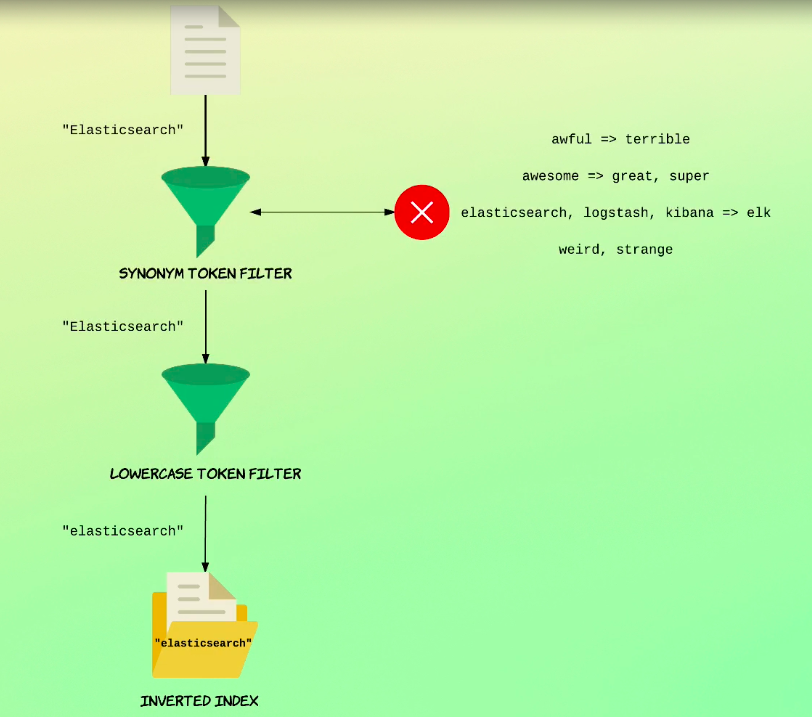 "Elasticsearch"
awful => terrible
awesome => great, super
elasticsearch, logstash, kibana => elk
weird, strange
SYNONYM TOKEN FILTER
"Elasticsearch"
LOWERCASE TOKEN FILTER
"elasticsearch"
"elasticsearch"
INVERTED INDEX